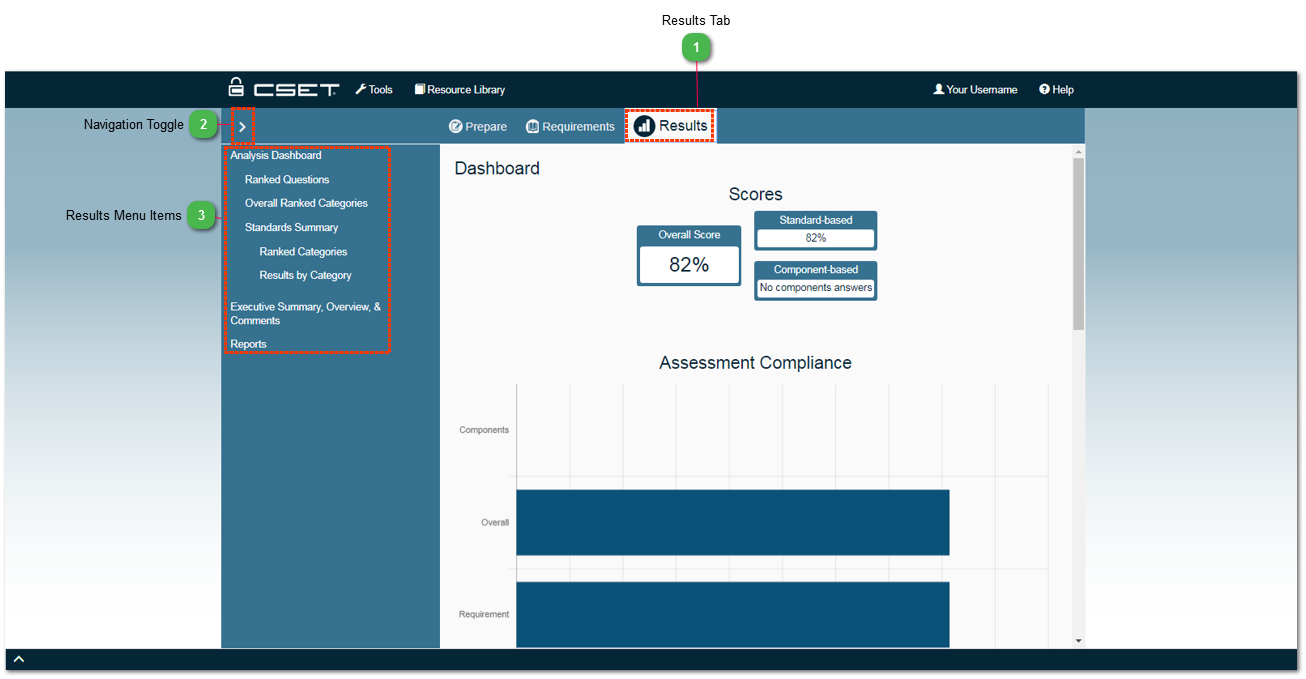 Results Tab
1
CSET
Tools
Resource Library
Your Username
Help
Navigation Toggle
2
Prepare
Requirements
Results
Analysis Dashboard
Ranked Questions
Overall Ranked Categories
Standards Summary
Ranked Categories
Results by Category
Executive Summary, Overview, &
Comments
Reports
Results Menu Items
3
Dashboard
Scores
Overall Score
82%
Standard-based
82%
Component-based
No components answers
Assessment Compliance
Components
Overall
Requirement